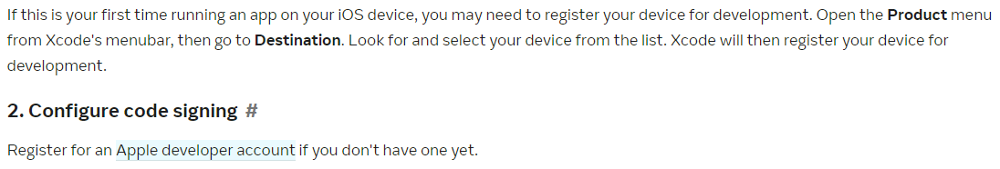 If this is your first time running an app on your iOS device, you may need to register your device for development. Open the Product menu
from Xcode's menubar, then go to Destination. Look for and select your device from the list. Xcode will then register your device for
development.
2. Configure code signing #
Register for an Apple developer account if you don't have one yet.